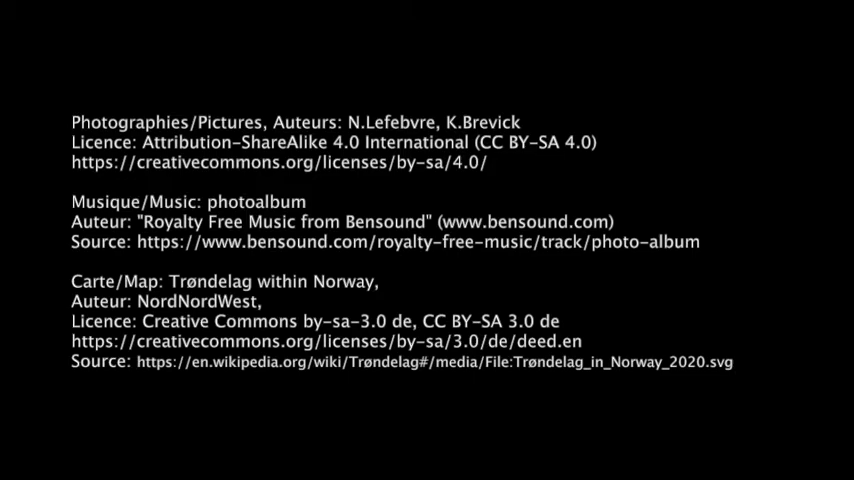 Photographies/Pictures, Auteurs: N.Lefebvre, K.Brevick
Licence: Attribution-ShareAlike 4.0 International (CC BY-SA 4.0)
https://creativecommons.org/licenses/by-sa/4.0/
Musique/Music: photoalbum
Auteur: "Royalty Free Music from Bensound" (www.bensound.com)
Source: https://www.bensound.com/royalty-free-music/track/photo-album
Carte/Map: Trøndelag within Norway,
Auteur: NordNordWest,
Licence: Creative Commons by-sa-3.0 de, CC BY-SA 3.0 de
https://creativecommons.org/licenses/by-sa/3.0/de/deed.en
Source: https://en.wikipedia.org/wiki/Trøndelag#/media/File:Trøndelag_in_Norway_2020.svg